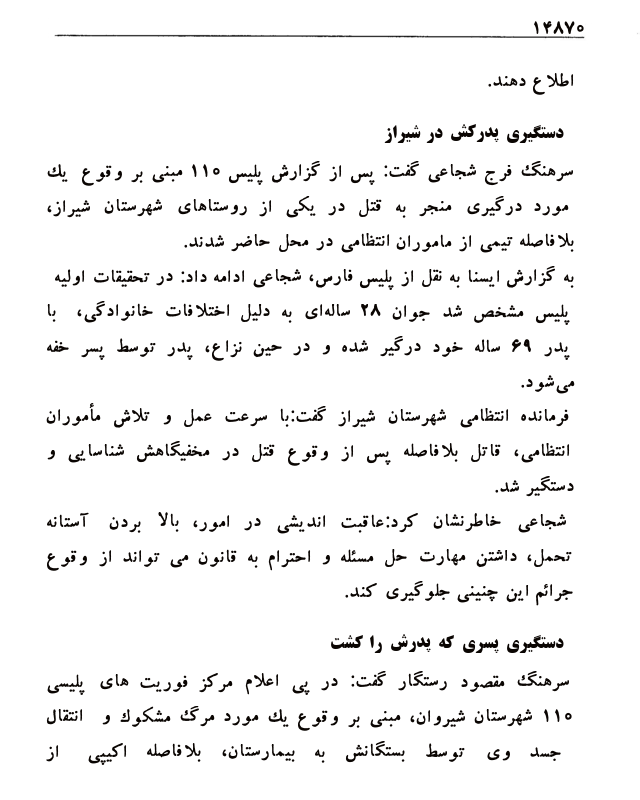 ۱۴۸۷۰
اطلاع دهند.
دستگیری پدرکش در شیراز
سرهنگ فرج شجاعی گفت: پس از گزارش پلیس ۱۱۰ مبنی بر وقوع یك
مورد درگیری منجر به قتل در یکی از روستاهای شهرستان شیراز،
بلافاصله تیمی از ماموران انتظامی در محل حاضر شدند.
به گزارش ایسنا به نقل از پلیس فارس، شجاعی ادامه داد: در تحقیقات اولیه
پلیس مشخص شد جوان ۲۸ ساله‌ای به دلیل اختلافات خانوادگی، با
پدر ۶۹ ساله خود درگیر شده و در حین نزاع، پدر توسط پسر خفه
می‌شود.
فرمانده انتظامی شهرستان شیراز گفت:با سرعت عمل و تلاش مأموران
انتظامی، قاتل بلافاصله پس از وقوع قتل در مخفیگاهش شناسایی و
دستگیر شد.
شجاعی خاطرنشان کرد:عاقبت اندیشی در امور، بالا بردن آستانه
تحمل، داشتن مهارت حل مسئله و احترام به قانون می تواند از وقوع
جرائم این چنینی جلوگیری کند.
دستگیری پسری که پدرش را کشت
سرهنگ مقصود رستگار گفت: در پی اعلام مرکز فوریت های پلیسی
۱۱۰ شهرستان شیروان، مبنی بر وقوع یك مورد مرگ مشکوك و انتقال
جسد وی توسط بستگانش به بیمارستان، بلافاصله اکیپی از